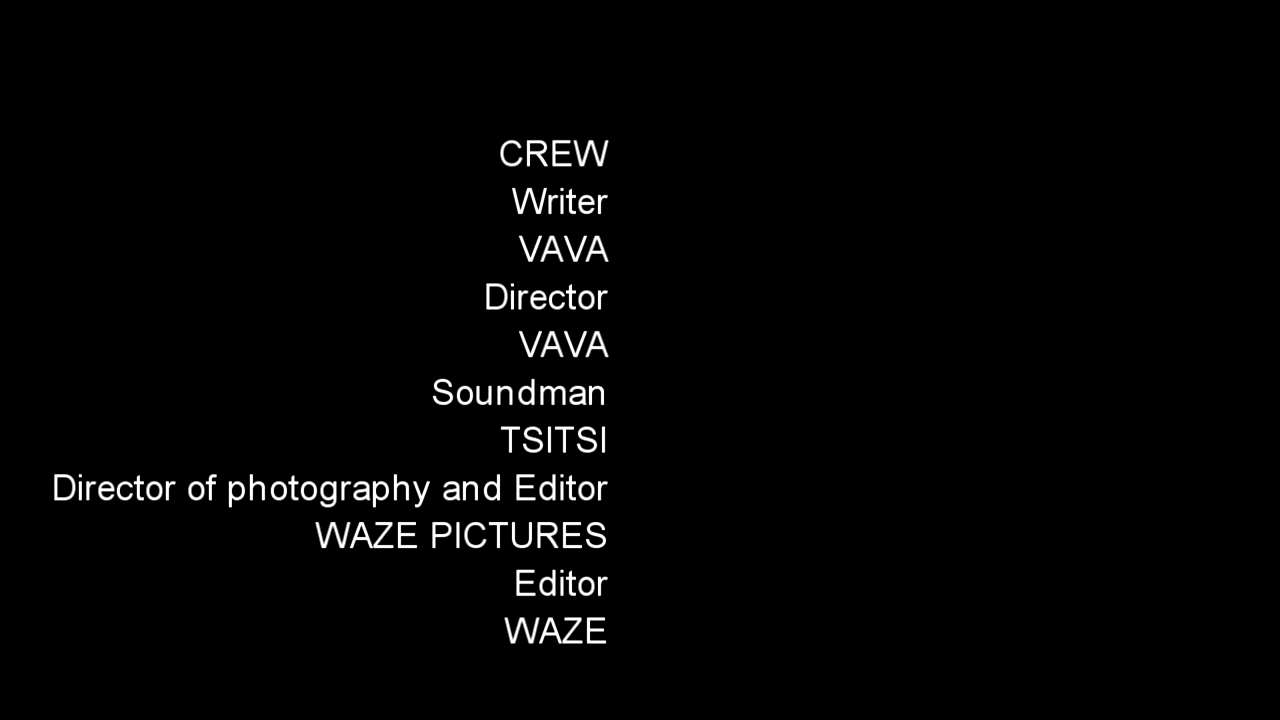 CREW
Writer
VAVA
Director
VAVA
Soundman
TSITSI
Director of photography and Editor
WAZE PICTURES
Editor
WAZE